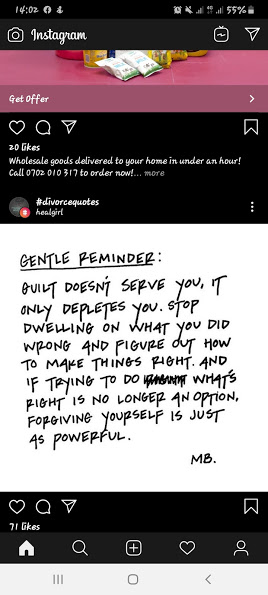 14:02
55%
Instagram
Get Offer
20 likes
Wholesale goods delivered to your home in under an hour!
Call 0702 010 317 to order now!... more
#divorcequotes
healgirl
GENTLE REMINDER:
GUILT DOESN'T SERVE YOU, IT
ONLY DEPLETES YOU. STOP
DWELLING ON WHAT YOU DID
WRONG AND FIGURE OUT HOW
TO MAKE THINGS RIGHT. AND
IF TRYING TO DO WHAT'S
RIGHT IS NO LONGER AN OPTION,
FORGIVING YOURSELF IS JUST
AS POWERFUL.
MB.
71 likes